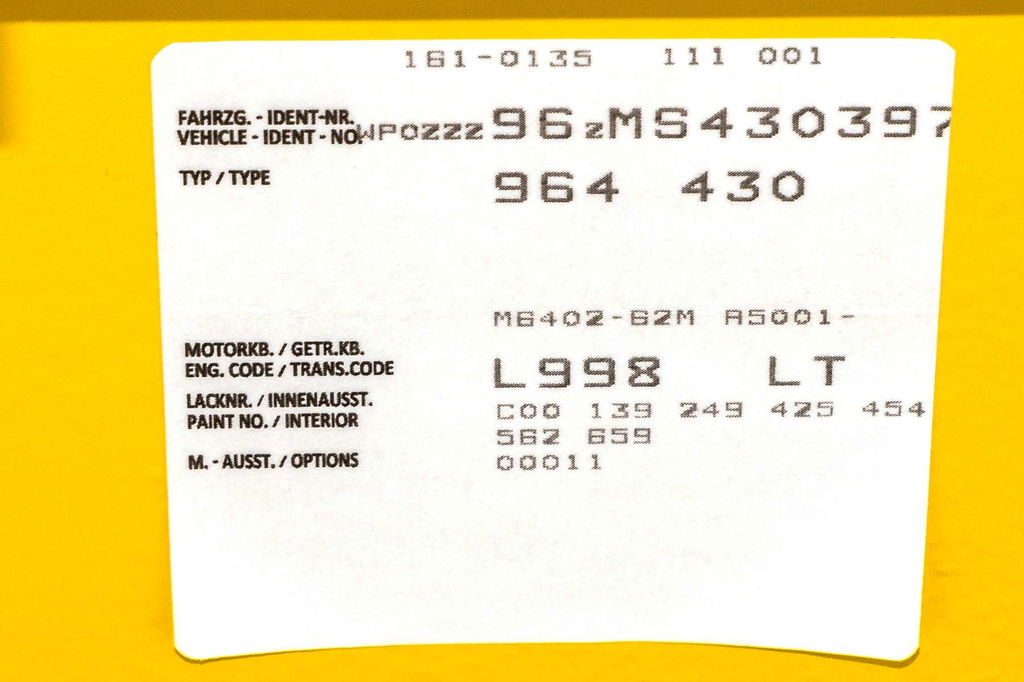 161-0135 111 001
FAHRZG. - IDENT-NR.
VEHICLE - IDENT - NO. WP0ZZZ96ZMS430397
TYP / TYPE 964 430
M6402-62M A5001-
MOTORKB. / GETR.KB.
ENG. CODE / TRANS.CODE L998 LT
LACKNR. / INNENAUSST. C00 139 249 425 454
PAINT NO. / INTERIOR 562 659
M. - AUSST. / OPTIONS 00011